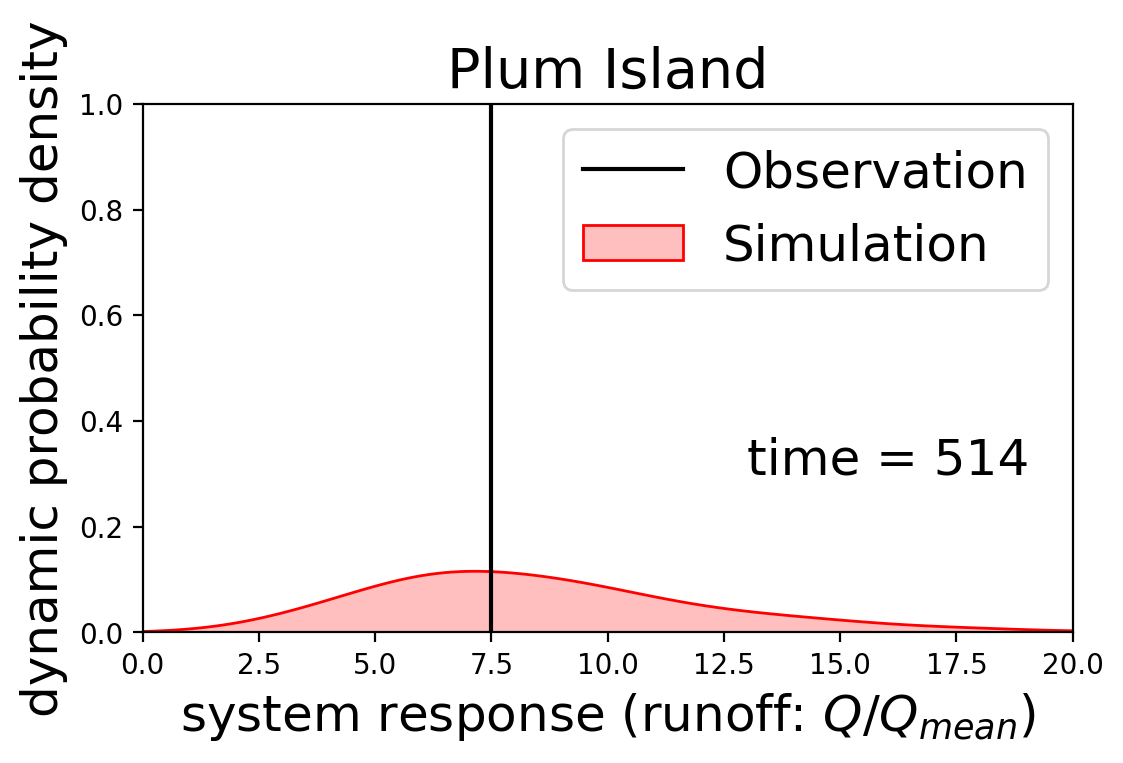 Plum Island
dynamic probability density
1.0
0.8
0.6
0.4
0.2
0.0
Observation
Simulation
time = 514
0.0 2.5 5.0 7.5 10.0 12.5 15.0 17.5 20.0
system response (runoff: Q/Qmean)